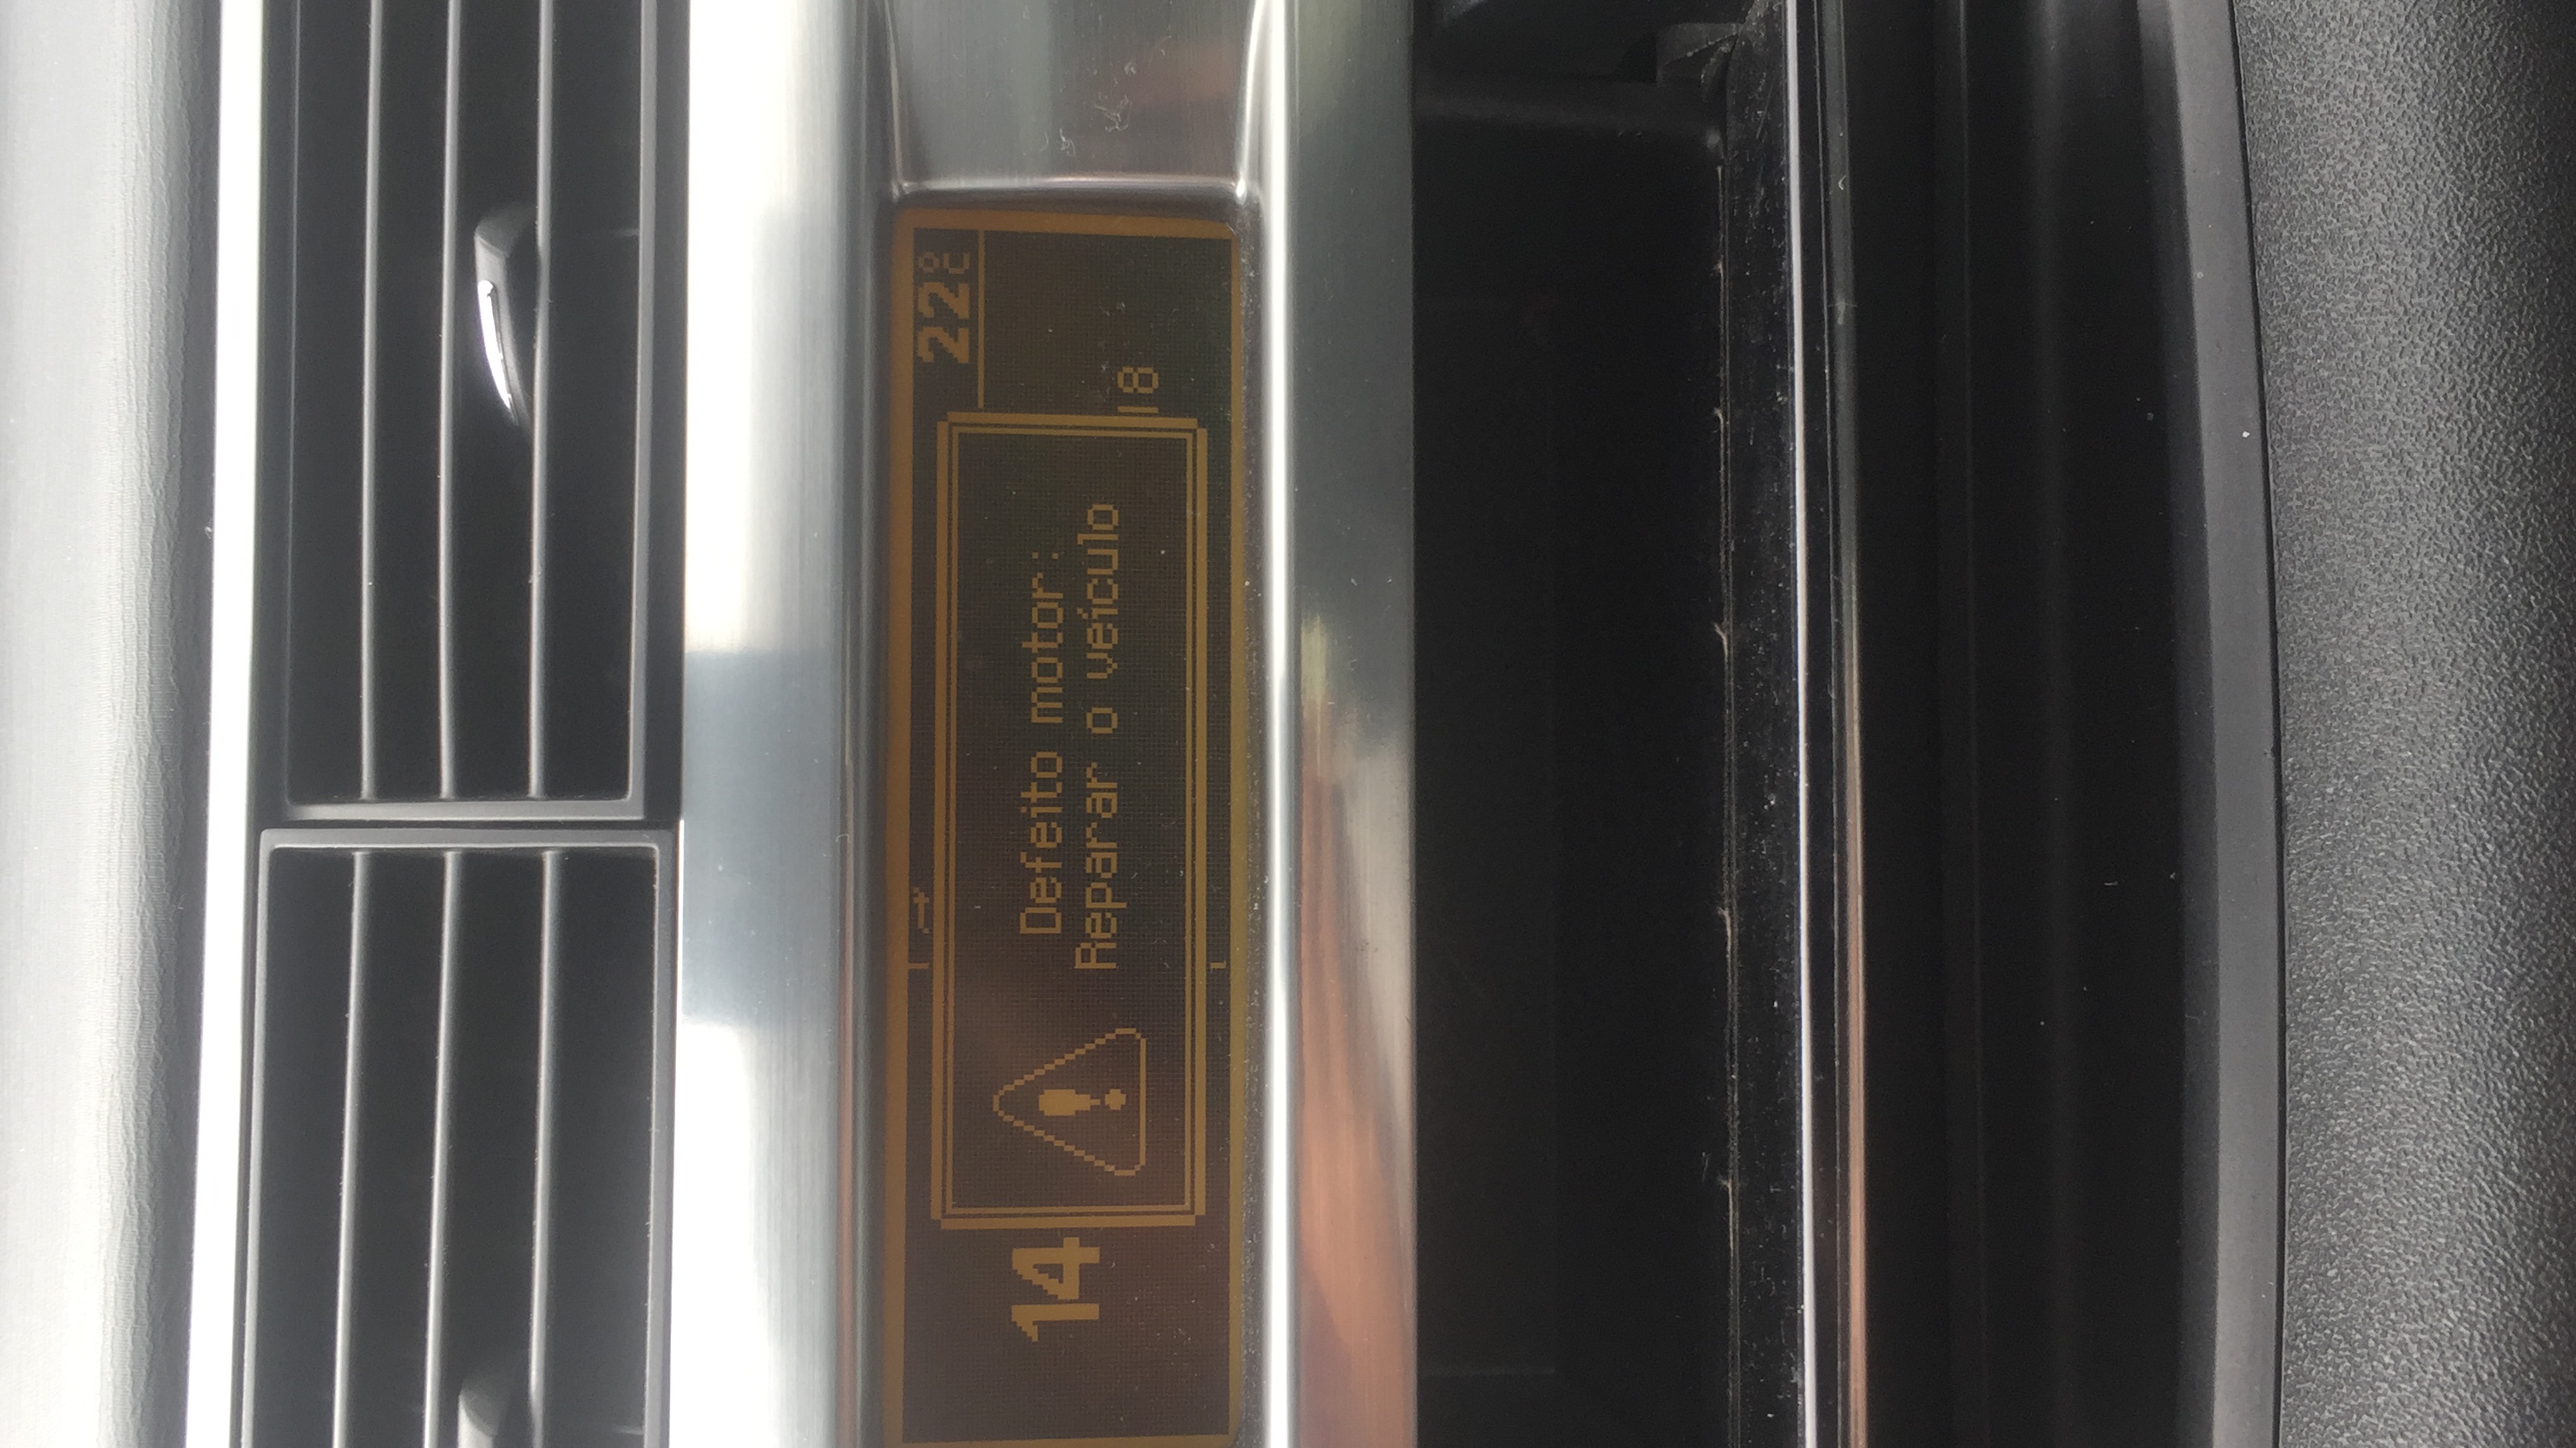 22°C
Defeito motor:
Reparar o veículo
14